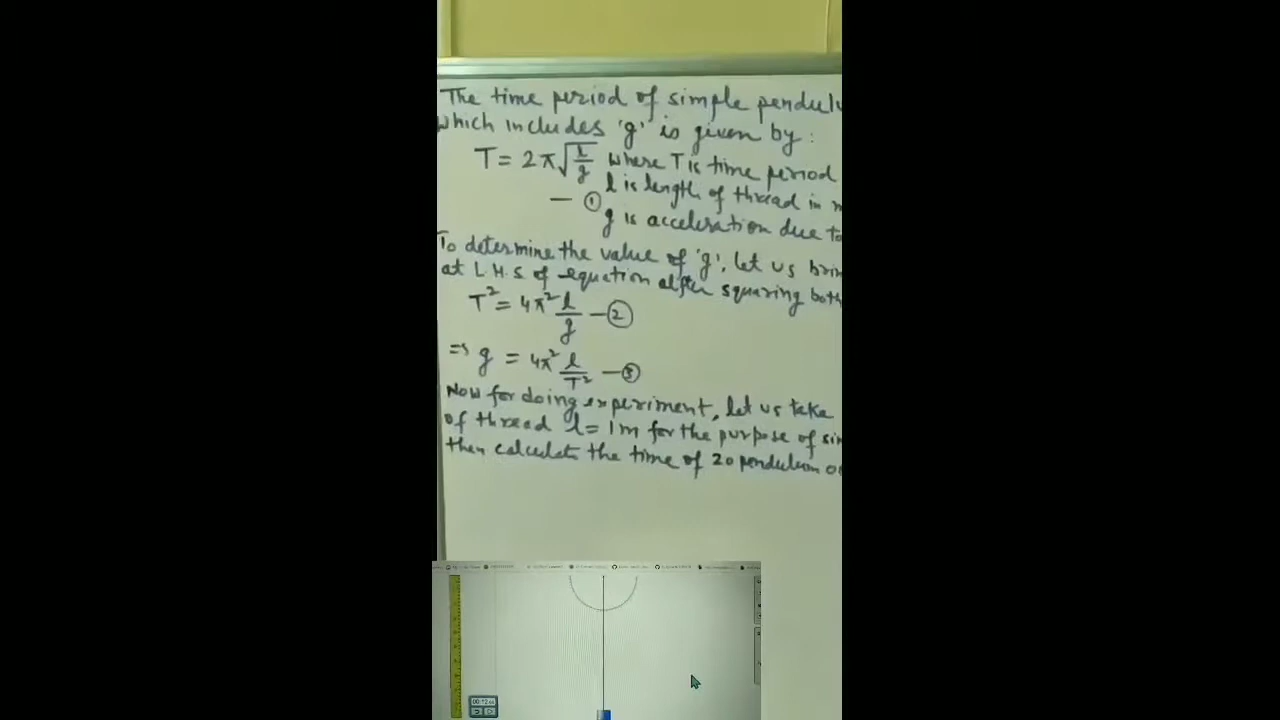 The time period of simple pendulu
which includes 'g' is given by:
T = 2π√(l/g) where T is time period
— ① l is length of thread in m
g is acceleration due to
To determine the value of 'g', let us brin
at L.H.S of equation after squaring both
T² = 4π² l/g — ②
⇒ g = 4π² l/T² — ③
Now for doing experiment, let us take
of thread l = 1m for the purpose of sim
then calculate the time of 20 pendulum os